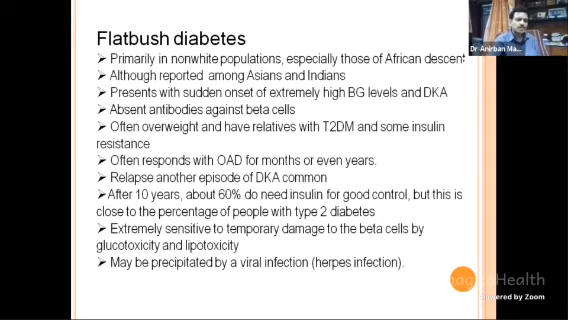 Flatbush diabetes
➢ Primarily in nonwhite populations, especially those of African descent
➢ Although reported among Asians and Indians
➢ Presents with sudden onset of extremely high BG levels and DKA
➢ Absent antibodies against beta cells
➢ Often overweight and have relatives with T2DM and some insulin
resistance
➢ Often responds with OAD for months or even years.
➢ Relapse another episode of DKA common
➢After 10 years, about 60% do need insulin for good control, but this is
close to the percentage of people with type 2 diabetes
➢ Extremely sensitive to temporary damage to the beta cells by
glucotoxicity and lipotoxicity
➢ May be precipitated by a viral infection (herpes infection).
Dr Anirban Ma...
Health
Powered by Zoom